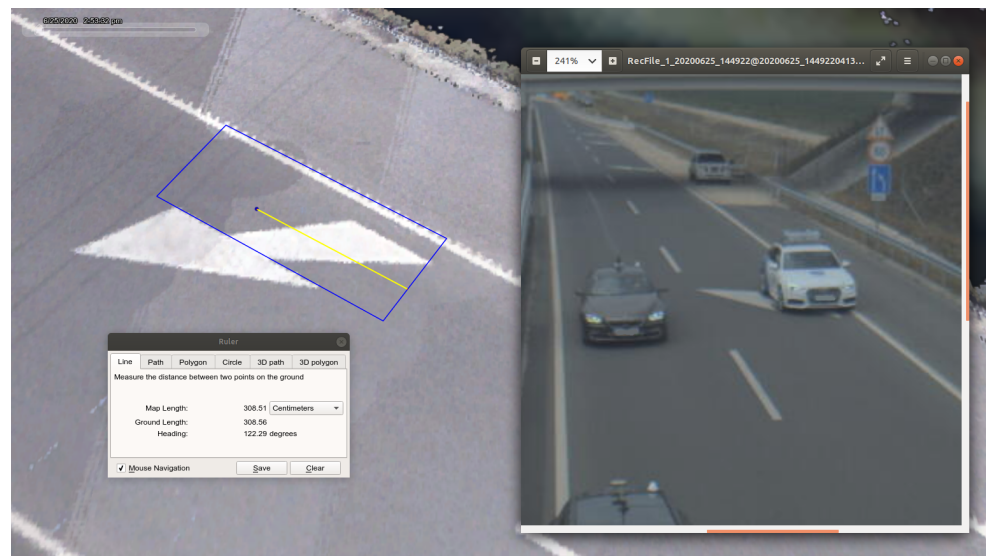 6/25/2020 2:53:32 pm
241%
RecFile_1_20200625_144922@20200625_1449220413...
Ruler
Line Path Polygon Circle 3D path 3D polygon
Measure the distance between two points on the ground
Map Length: 308.51 Centimeters
Ground Length: 308.56
Heading: 122.29 degrees
Mouse Navigation Save Clear